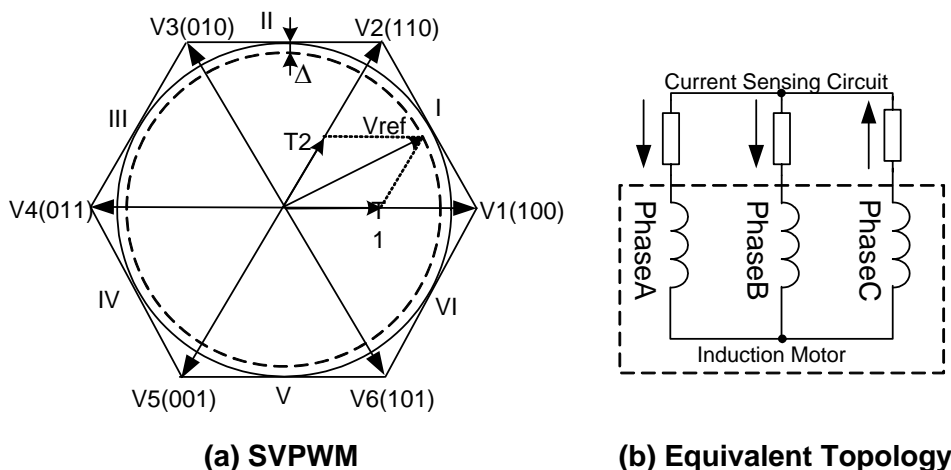 V3(010)
II
V2(110)
Δ
III
I
Vref
T2
V4(011)
T
1
V1(100)
IV
VI
V5(001)
V
V6(101)
(a) SVPWM
Current Sensing Circuit
PhaseA
PhaseB
PhaseC
Induction Motor
(b) Equivalent Topology